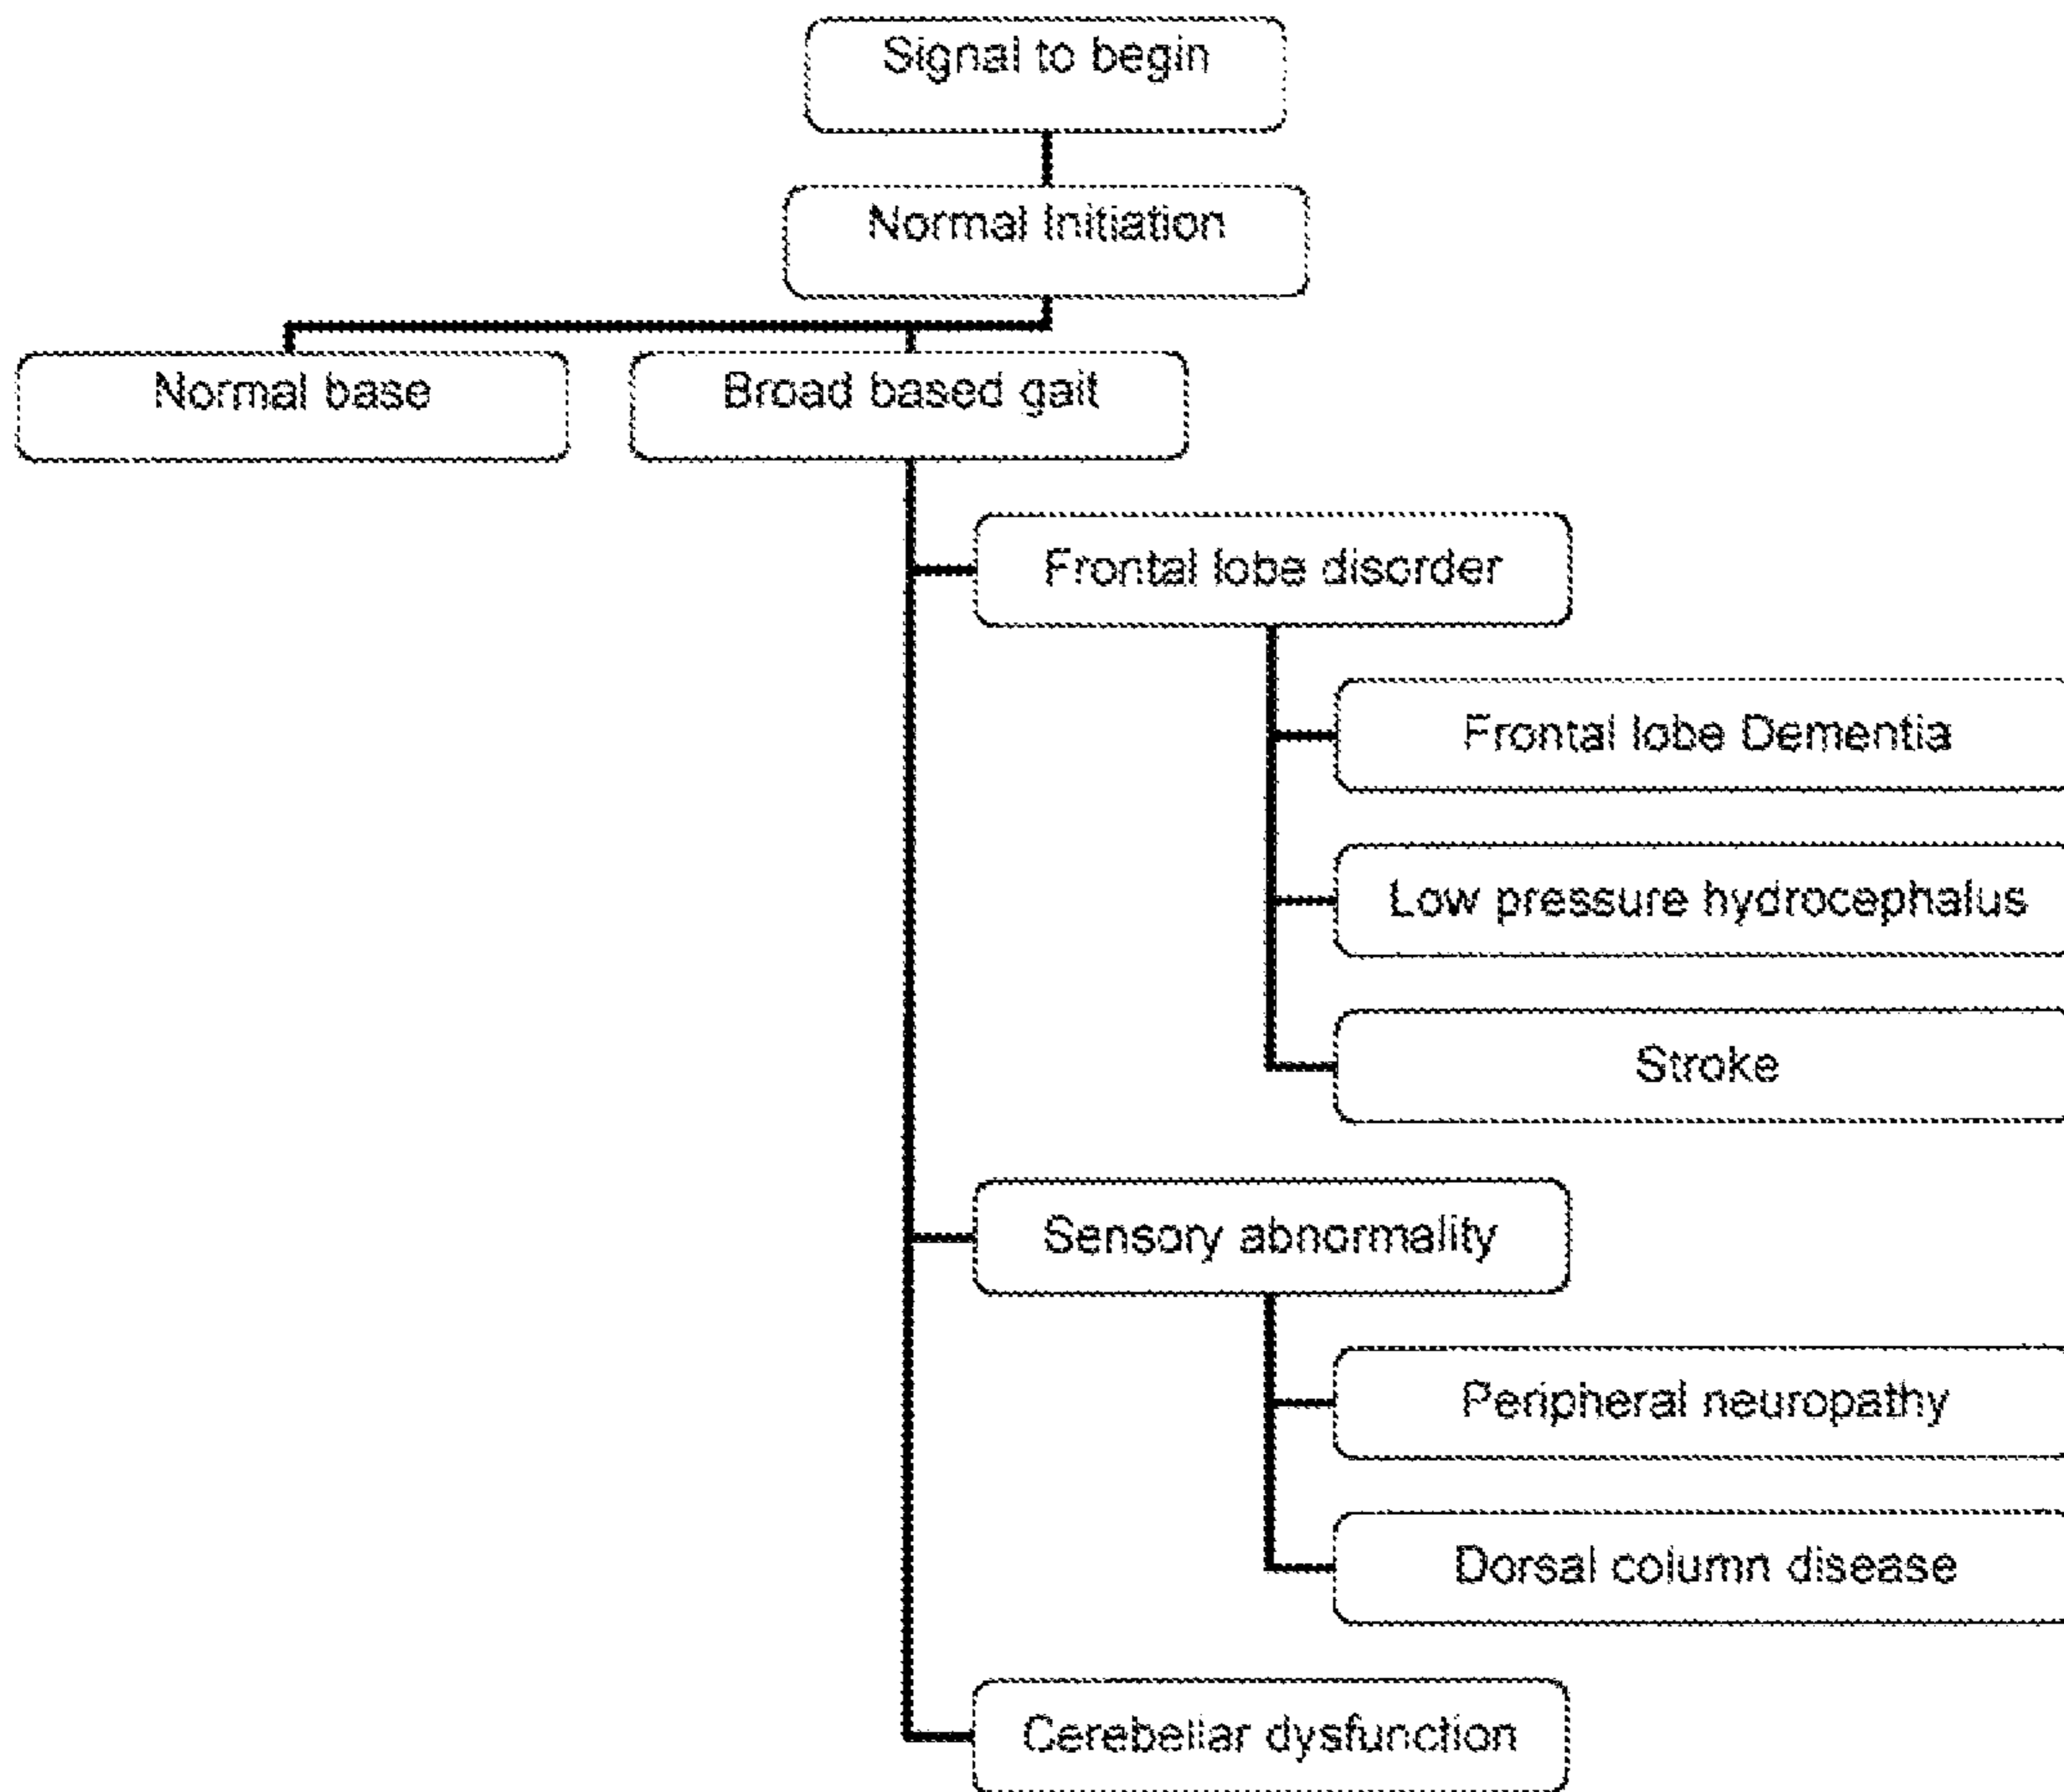 Signal to begin
Normal Initiation
Normal base
Broad based gait
Frontal lobe disorder
Frontal lobe Dementia
Low pressure hydrocephalus
Stroke
Sensory abnormality
Peripheral neuropathy
Dorsal column disease
Cerebellar dysfunction